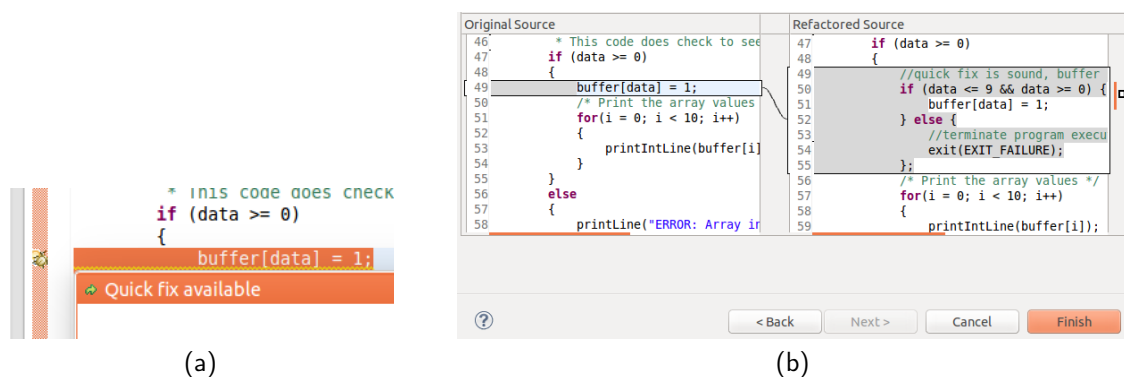 * This code does check
if (data >= 0)
{
buffer[data] = 1;
Quick fix available
(a)
Original Source
46 * This code does check to see
47 if (data >= 0)
48 {
49 buffer[data] = 1;
50 /* Print the array values
51 for(i = 0; i < 10; i++)
52 {
53 printIntLine(buffer[i]
54 }
55 }
56 else
57 {
58 printLine("ERROR: Array in
Refactored Source
47 if (data >= 0)
48 {
49 //quick fix is sound, buffer
50 if (data <= 9 && data >= 0) {
51 buffer[data] = 1;
52 } else {
53 //terminate program execu
54 exit(EXIT_FAILURE);
55 };
56 /* Print the array values */
57 for(i = 0; i < 10; i++)
58 {
59 printIntLine(buffer[i]);
? < Back Next > Cancel Finish
(b)